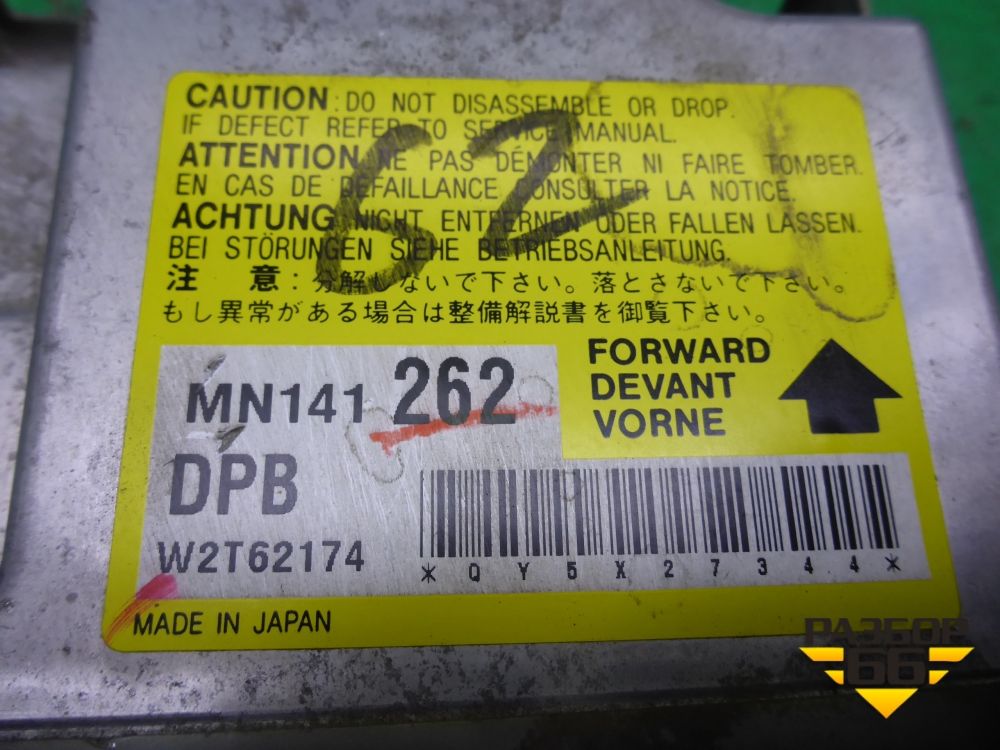 CAUTION : DO NOT DISASSEMBLE OR DROP.
IF DEFECT REFER TO SERVICE MANUAL.
ATTENTION NE PAS DÉMONTER NI FAIRE TOMBER.
EN CAS DE DEFAILLANCE CONSULTER LA NOTICE.
ACHTUNG NICHT ENTFERNEN ODER FALLEN LASSEN.
BEI STÖRUNGEN SIEHE BETRIEBSANLEITUNG.
注 意:分解しないで下さい。落とさないで下さい。
もし異常がある場合は整備解説書を御覧下さい。
52
MN141 262
DPB
W2T62174
FORWARD
DEVANT
VORNE
*QY5X27344*
MADE IN JAPAN
РАЗБОР
66